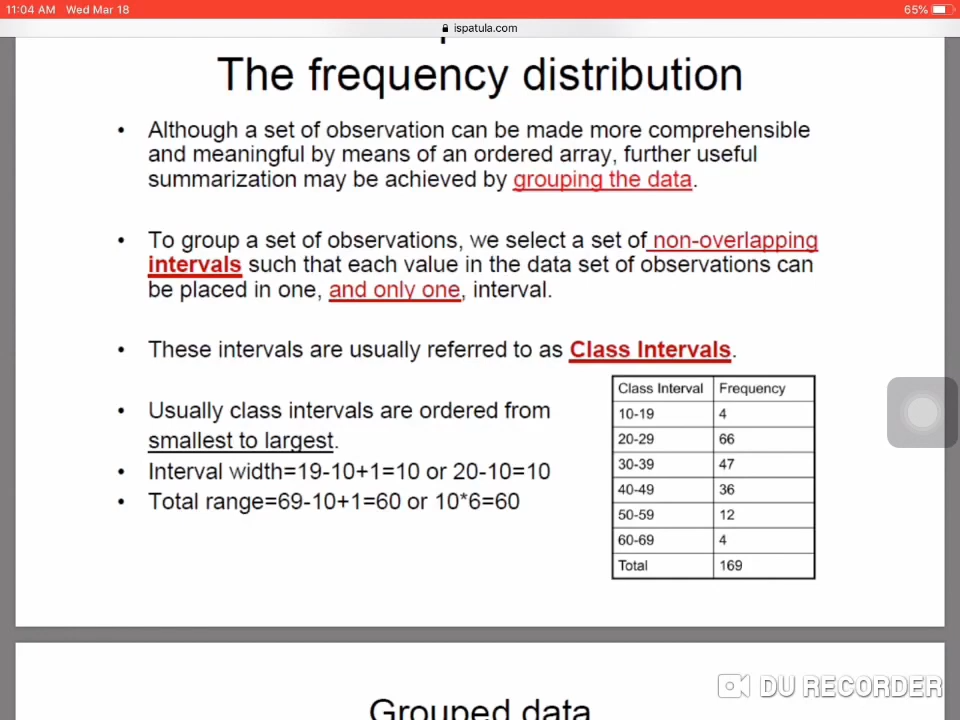 11:04 AM Wed Mar 18
65%
ispatula.com
The frequency distribution
• Although a set of observation can be made more comprehensible
and meaningful by means of an ordered array, further useful
summarization may be achieved by grouping the data.
• To group a set of observations, we select a set of non-overlapping
intervals such that each value in the data set of observations can
be placed in one, and only one, interval.
• These intervals are usually referred to as Class Intervals.
• Usually class intervals are ordered from
smallest to largest.
• Interval width=19-10+1=10 or 20-10=10
• Total range=69-10+1=60 or 10*6=60
Class Interval Frequency
10-19 4
20-29 66
30-39 47
40-49 36
50-59 12
60-69 4
Total 169
Grouped data
DU RECORDER